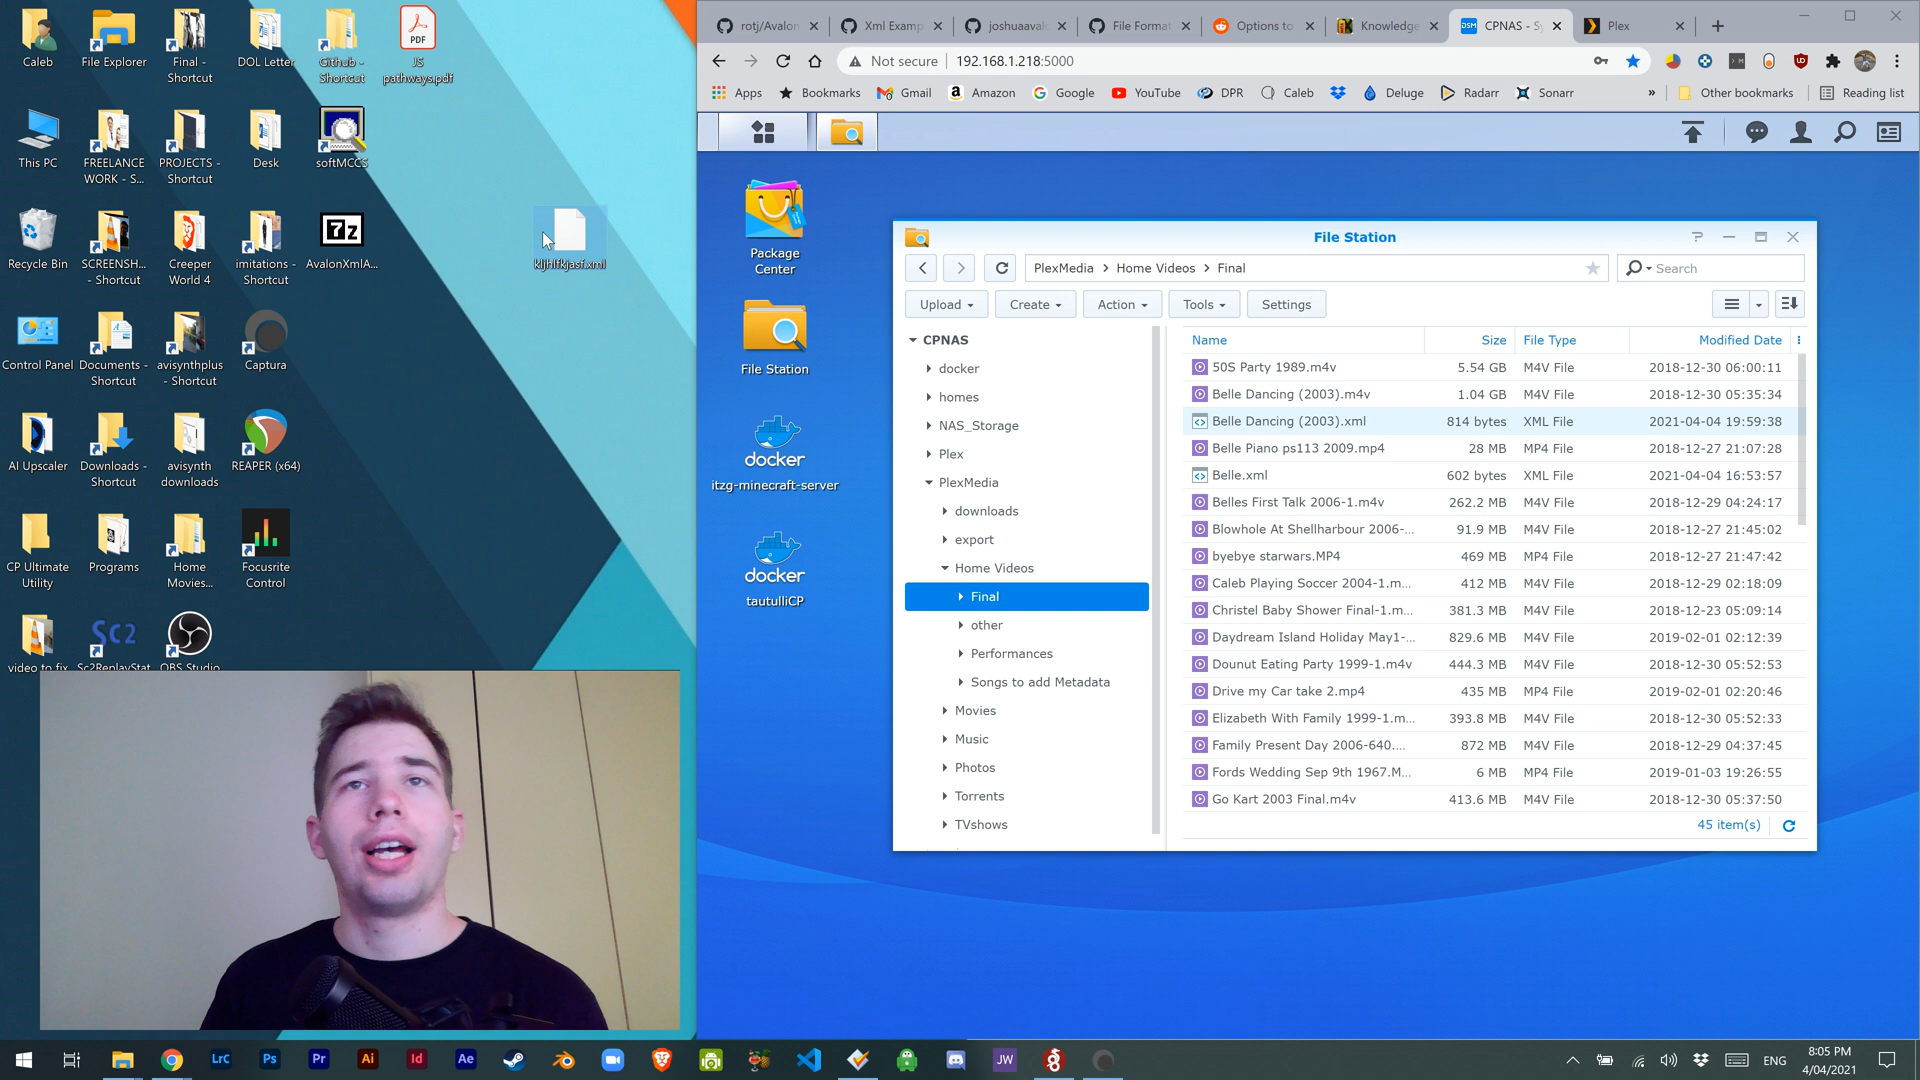 Caleb
File Explorer
Final -
Shortcut
DOL Letter
Github -
Shortcut
PDF
JS
pathways.pdf
This PC
FREELANCE
WORK - S...
PROJECTS -
Shortcut
Desk
softMCCS
Recycle Bin
SCREENSH...
- Shortcut
Creeper
World 4
imitations -
Shortcut
7z
AvalonXmlA...
kljhlfkjasf.xml
Control Panel
Documents -
Shortcut
avisynthplus
- Shortcut
Captura
AI Upscaler
Downloads -
Shortcut
avisynth
downloads
REAPER (x64)
CP Ultimate
Utility
Programs
Home
Movies...
Focusrite
Control
video to fix
SC2
Sc2ReplayStat
OBS Studio
rotj/Avalon
Xml Examp
joshuaavalo
File Format
Options to
Knowledge
DSM
CPNAS - Sy
Plex
Not secure
192.168.1.218:5000
Apps
Bookmarks
Gmail
Amazon
Google
YouTube
DPR
Caleb
Deluge
Radarr
Sonarr
»
Other bookmarks
Reading list
Package
Center
File Station
docker
itzg-minecraft-server
docker
tautulliCP
File Station
PlexMedia > Home Videos > Final
Search
Upload
Create
Action
Tools
Settings
CPNAS
docker
homes
NAS_Storage
Plex
PlexMedia
downloads
export
Home Videos
Final
other
Performances
Songs to add Metadata
Movies
Music
Photos
Torrents
TVshows
Name Size File Type Modified Date
50S Party 1989.m4v 5.54 GB M4V File 2018-12-30 06:00:11
Belle Dancing (2003).m4v 1.04 GB M4V File 2018-12-30 05:35:34
Belle Dancing (2003).xml 814 bytes XML File 2021-04-04 19:59:38
Belle Piano ps113 2009.mp4 28 MB MP4 File 2018-12-27 21:07:28
Belle.xml 602 bytes XML File 2021-04-04 16:53:57
Belles First Talk 2006-1.m4v 262.2 MB M4V File 2018-12-29 04:24:17
Blowhole At Shellharbour 2006-... 91.9 MB M4V File 2018-12-27 21:45:02
byebye starwars.MP4 469 MB MP4 File 2018-12-27 21:47:42
Caleb Playing Soccer 2004-1.m... 412 MB M4V File 2018-12-29 02:18:09
Christel Baby Shower Final-1.m... 381.3 MB M4V File 2018-12-23 05:09:14
Daydream Island Holiday May1-... 829.6 MB M4V File 2019-02-01 02:12:39
Dounut Eating Party 1999-1.m4v 444.3 MB M4V File 2018-12-30 05:52:53
Drive my Car take 2.mp4 435 MB MP4 File 2019-02-01 02:20:46
Elizabeth With Family 1999-1.m... 393.8 MB M4V File 2018-12-30 05:52:33
Family Present Day 2006-640.... 872 MB M4V File 2018-12-29 04:37:45
Fords Wedding Sep 9th 1967.M... 6 MB MP4 File 2019-01-03 19:26:55
Go Kart 2003 Final.m4v 413.6 MB M4V File 2018-12-30 05:37:50
45 item(s)
LrC
Ps
Pr
Ai
Id
Ae
JW
ENG
8:05 PM
4/04/2021